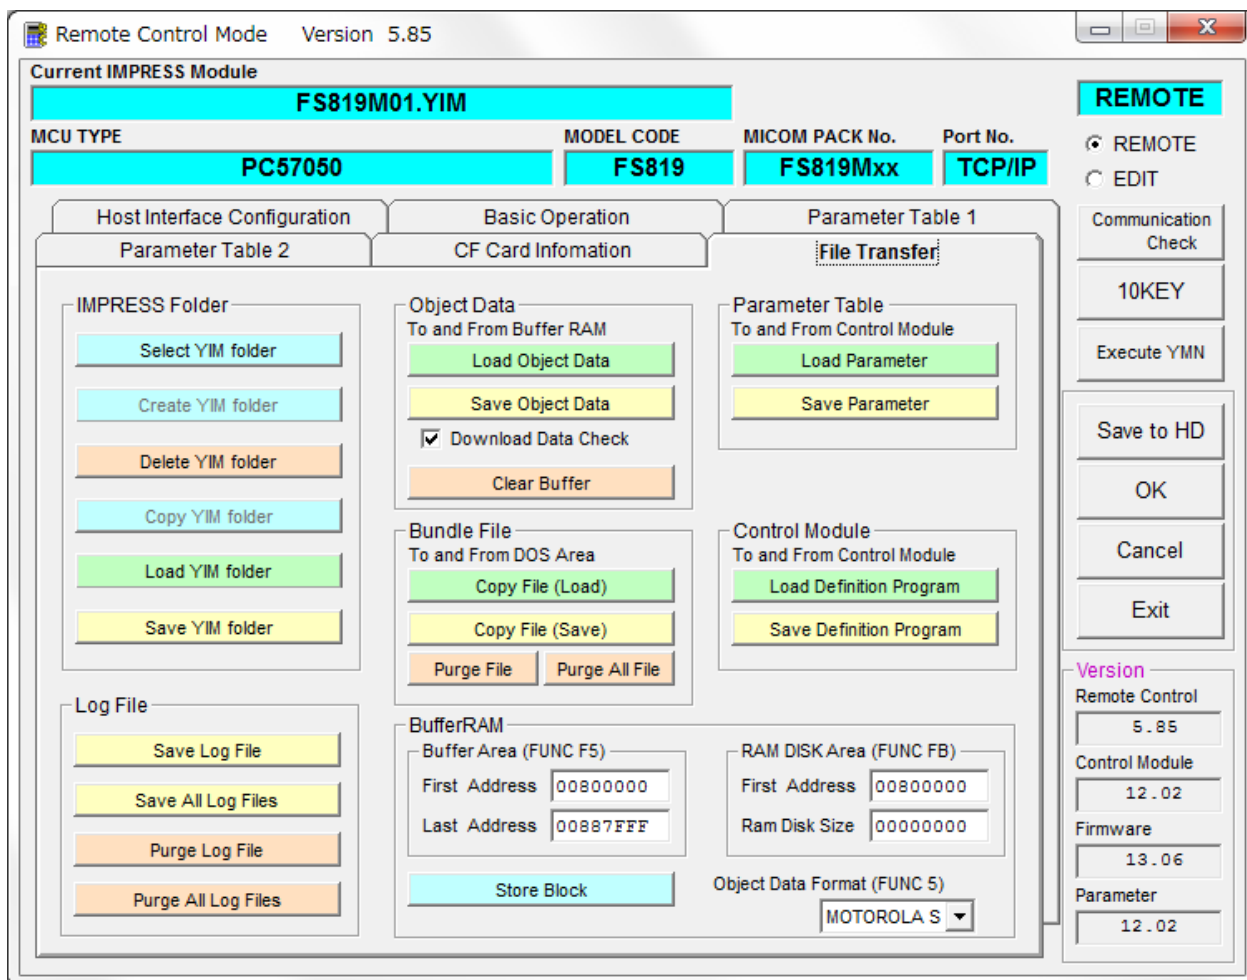 Remote Control Mode Version 5.85
Current IMPRESS Module
FS819M01.YIM
REMOTE
MCU TYPE
MODEL CODE
MICOM PACK No.
Port No.
PC57050
FS819
FS819Mxx
TCP/IP
REMOTE
EDIT
Host Interface Configuration
Basic Operation
Parameter Table 1
Parameter Table 2
CF Card Infomation
File Transfer
Communication
Check
10KEY
Execute YMN
Save to HD
OK
Cancel
Exit
IMPRESS Folder
Select YIM folder
Create YIM folder
Delete YIM folder
Copy YIM folder
Load YIM folder
Save YIM folder
Object Data
To and From Buffer RAM
Load Object Data
Save Object Data
Download Data Check
Clear Buffer
Parameter Table
To and From Control Module
Load Parameter
Save Parameter
Bundle File
To and From DOS Area
Copy File (Load)
Copy File (Save)
Purge File
Purge All File
Control Module
To and From Control Module
Load Definition Program
Save Definition Program
Log File
Save Log File
Save All Log Files
Purge Log File
Purge All Log Files
BufferRAM
Buffer Area (FUNC F5)
First Address 00800000
Last Address 00887FFF
RAM DISK Area (FUNC FB)
First Address 00800000
Ram Disk Size 00000000
Store Block
Object Data Format (FUNC 5)
MOTOROLA S
Version
Remote Control
5.85
Control Module
12.02
Firmware
13.06
Parameter
12.02